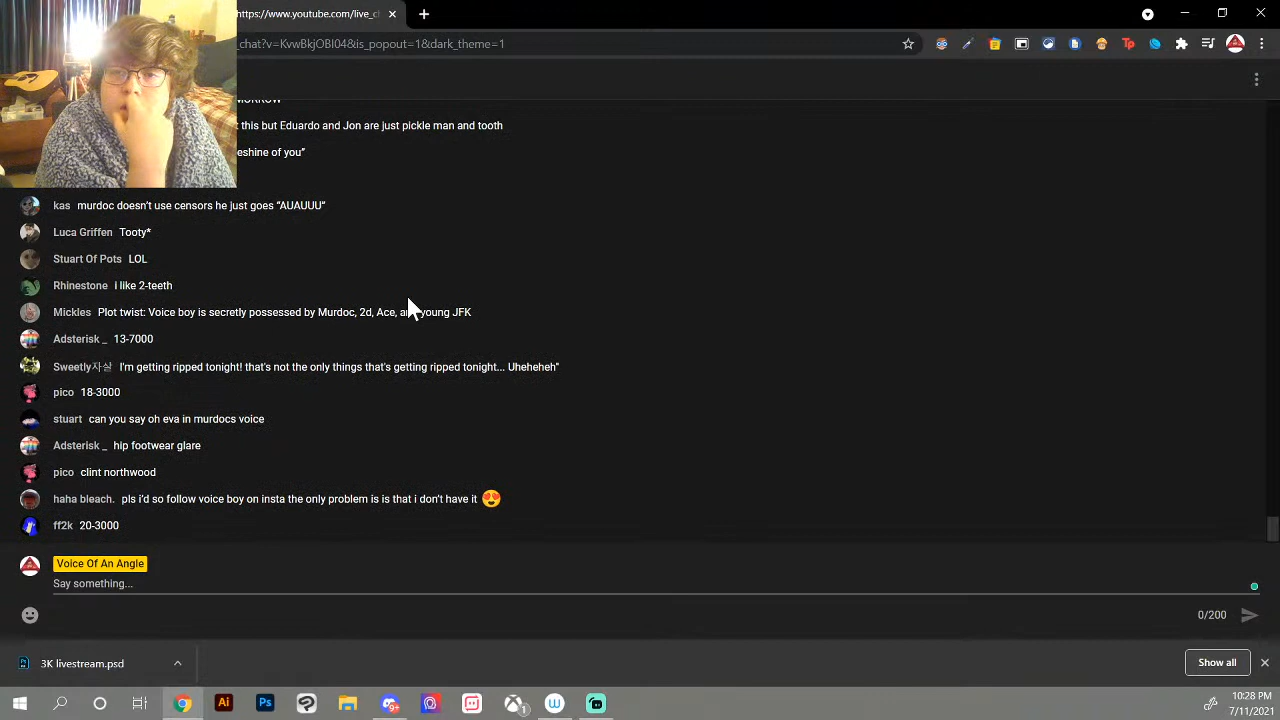 https://www.youtube.com/live_c
_chat?v=KvwBkjOBI04&is_popout=1&dark_theme=1
this but Eduardo and Jon are just pickle man and tooth
eshine of you”
kas murdoc doesn’t use censors he just goes “AUAUUU”
Luca Griffen Tooty*
Stuart Of Pots LOL
Rhinestone i like 2-teeth
Mickles Plot twist: Voice boy is secretly possessed by Murdoc, 2d, Ace, and young JFK
Adsterisk_ 13-7000
Sweetly자살 I'm getting ripped tonight! that's not the only things that's getting ripped tonight... Uheheheh"
pico 18-3000
stuart can you say oh eva in murdocs voice
Adsterisk_ hip footwear glare
pico clint northwood
haha bleach. pls i’d so follow voice boy on insta the only problem is is that i don’t have it 😍
ff2k 20-3000
Voice Of An Angle
Say something...
0/200
3K livestream.psd
Show all
Ai Ps
10:28 PM
7/11/2021